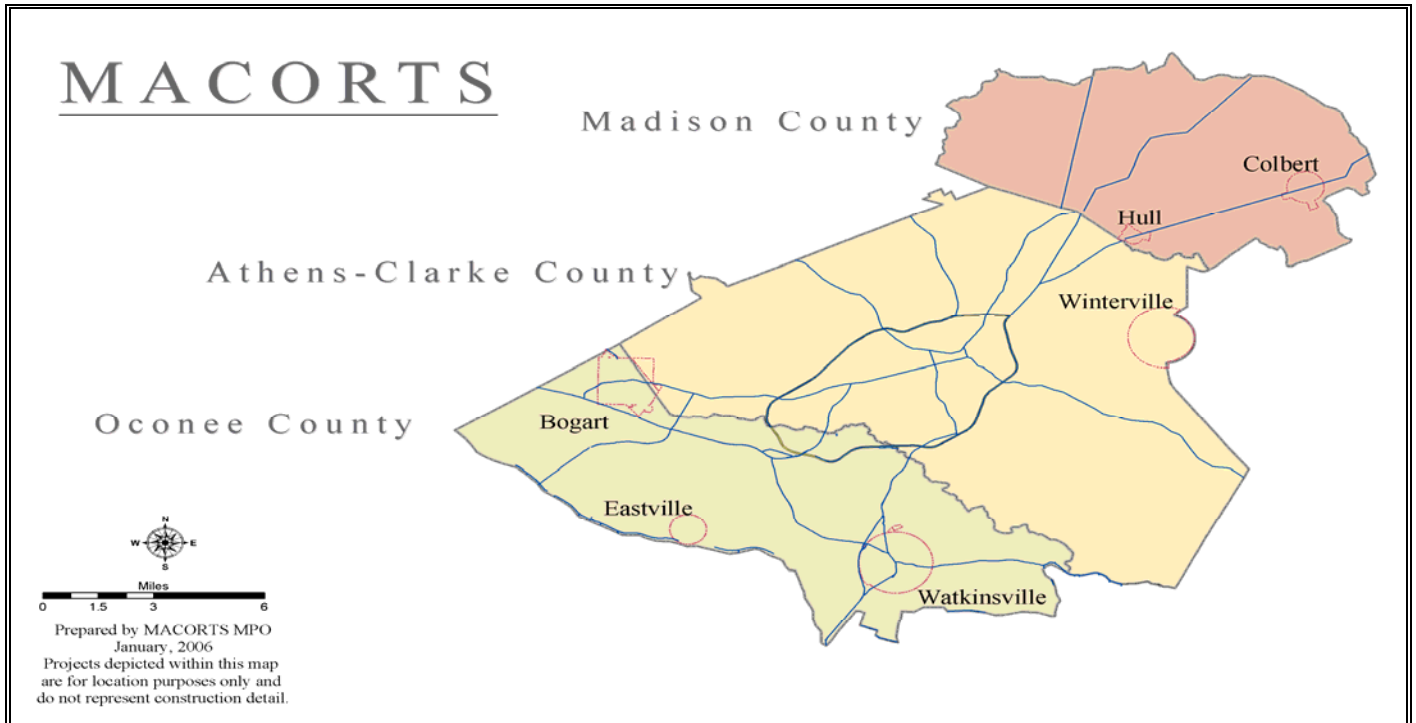 MACORTS
Madison County
Colbert
Hull
Athens-Clarke County
Winterville
Oconee County
Bogart
Eastville
Watkinsville
N
W E
S
Miles
0 1.5 3 6
Prepared by MACORTS MPO
January, 2006
Projects depicted within this map
are for location purposes only and
do not represent construction detail.